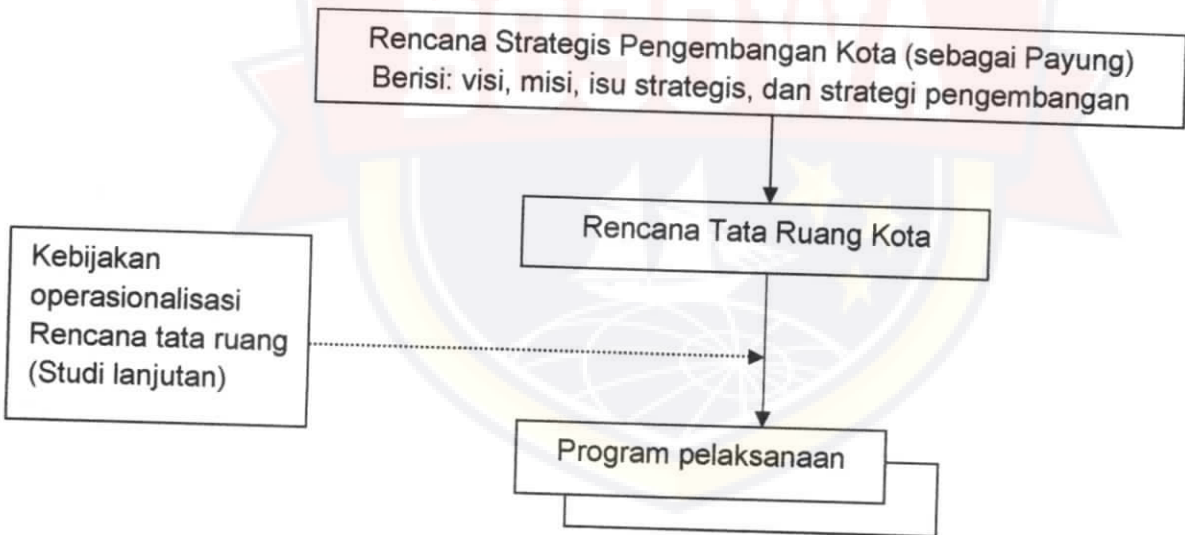 Rencana Strategis Pengembangan Kota (sebagai Payung)
Berisi: visi, misi, isu strategis, dan strategi pengembangan
Rencana Tata Ruang Kota
Kebijakan
operasionalisasi
Rencana tata ruang
(Studi lanjutan)
Program pelaksanaan